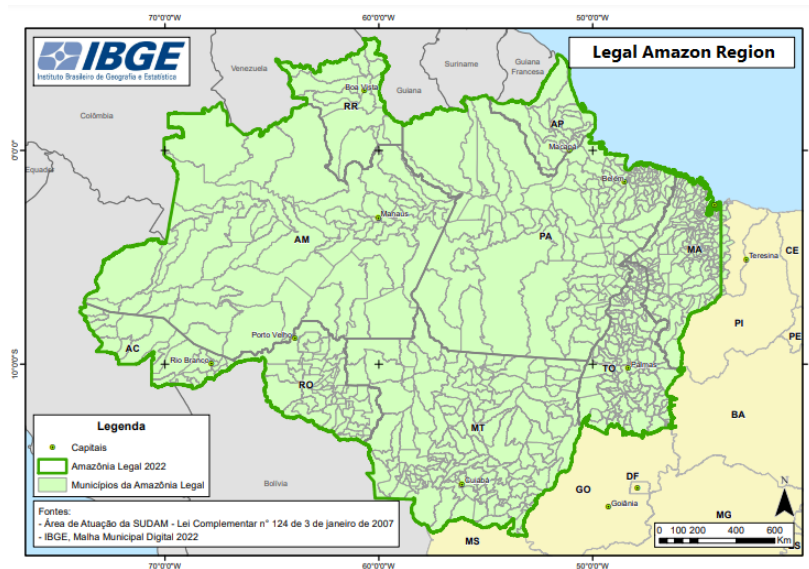 70°0'0"W 60°0'0"W 50°0'0"W
IBGE
Instituto Brasileiro de Geografia e Estatística
Legal Amazon Region
Venezuela
Suriname
Guiana
Francesa
Guiana
Colômbia
Equador
Boa Vista
RR
AP
Macapá
0°0'
Belém
Manaus
AM
PA
MA
CE
Teresina
PI
PE
Porto Velho
AC
Rio Branco
10°0'0"S
RO
TO
Palmas
MT
BA
Bolívia
Cuiabá
GO
DF
Goiânia
MG
MS
ES
Legenda
Capitais
Amazônia Legal 2022
Municípios da Amazônia Legal
Fontes:
- Área de Atuação da SUDAM - Lei Complementar n° 124 de 3 de janeiro de 2007
- IBGE, Malha Municipal Digital 2022
N
0 100 200 400 600
Km
70°0'0"W 60°0'0"W 50°0'0"W